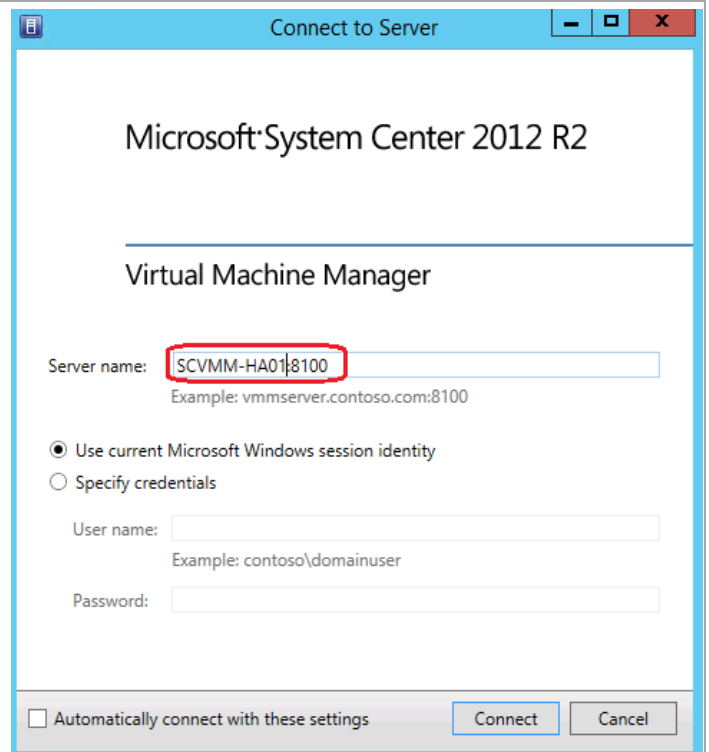 Connect to Server
Microsoft System Center 2012 R2
Virtual Machine Manager
Server name: SCVMM-HA01:8100
Example: vmmserver.contoso.com:8100
Use current Microsoft Windows session identity
Specify credentials
User name:
Example: contoso\domainuser
Password:
Automatically connect with these settings Connect Cancel